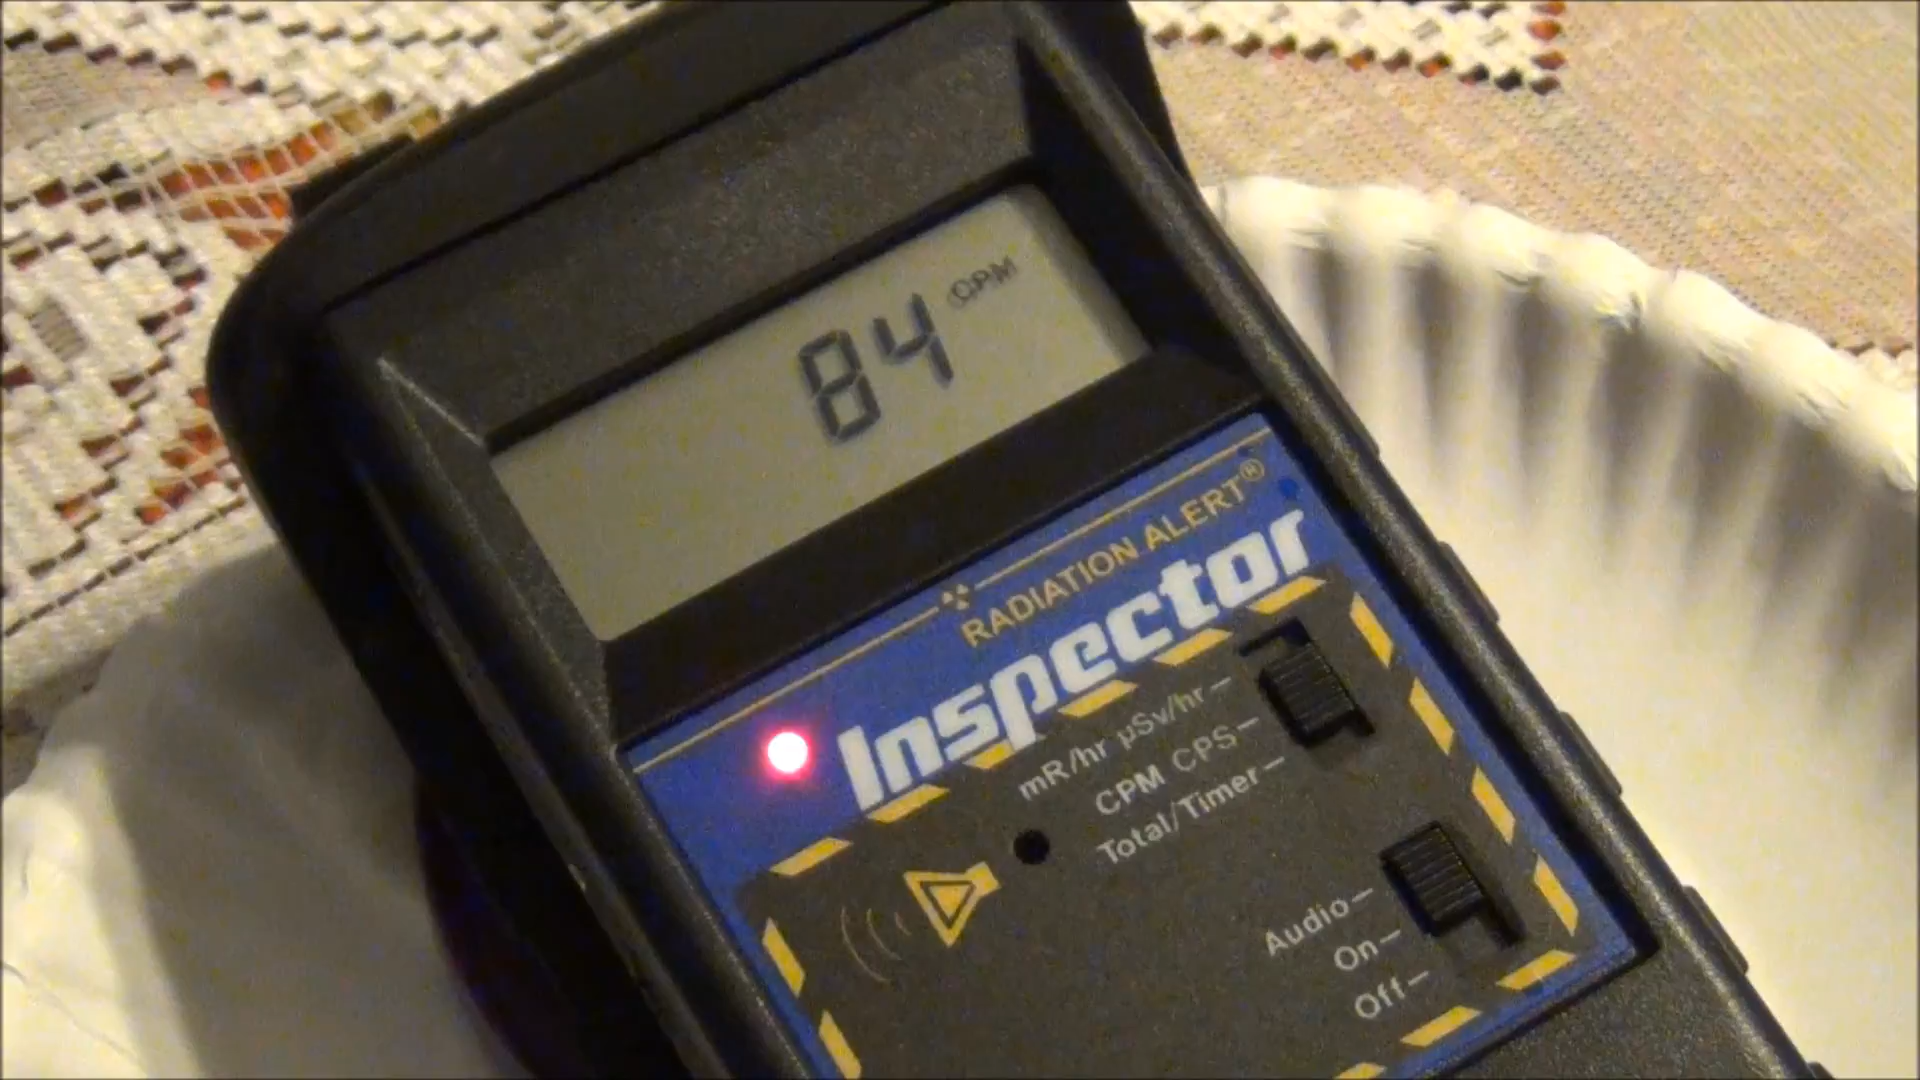 84 CPM
RADIATION ALERT®
Inspector
mR/hr µSv/hr
CPM CPS
Total/Timer
Audio
On
Off